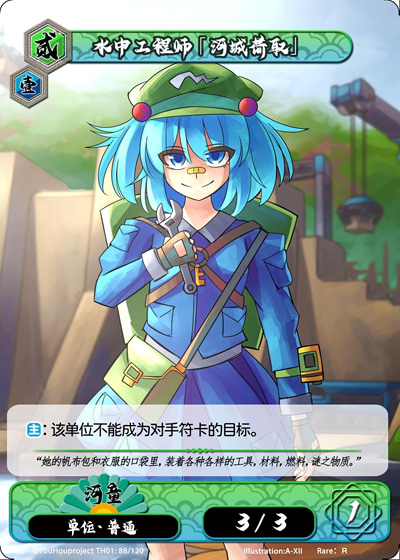 贰
水中工程师『河城荷取』
壹
主:该单位不能成为对手符卡的目标。
“她的帆布包和衣服的口袋里,装着各种各样的工具,材料,燃料,谜之物质。”
河童
单位·普通
3 / 3
1
©TouHouproject TH01: 88/120
Illustration:A-XII
Rare: R